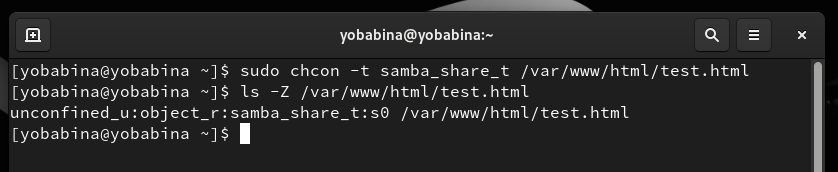 yobabina@yobabina:~
[yobabina@yobabina ~]$ sudo chcon -t samba_share_t /var/www/html/test.html
[yobabina@yobabina ~]$ ls -Z /var/www/html/test.html
unconfined_u:object_r:samba_share_t:s0 /var/www/html/test.html
[yobabina@yobabina ~]$